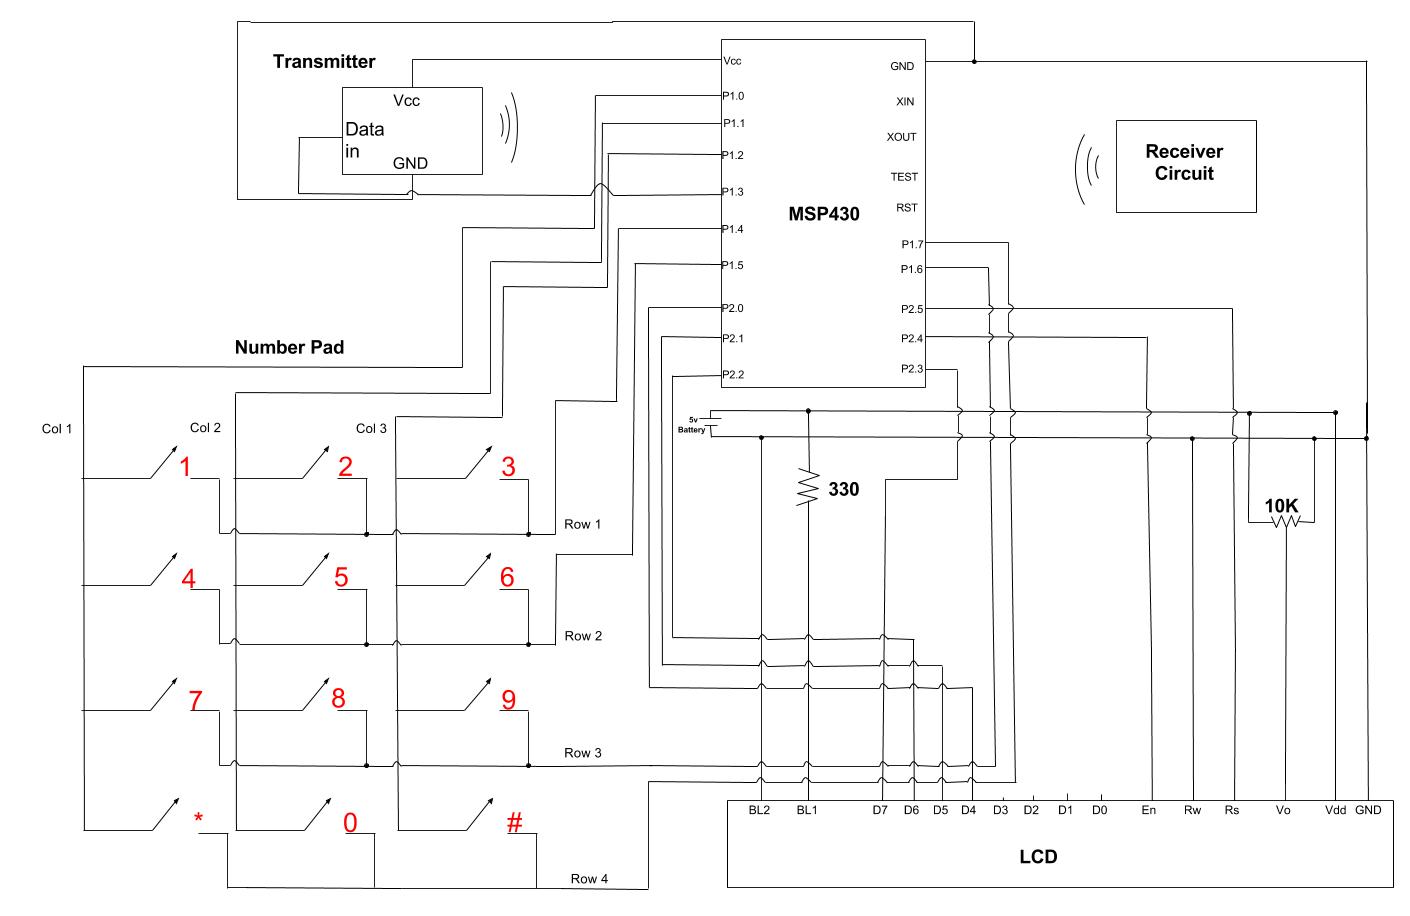 Transmitter
Vcc
Data
in
GND
Vcc
P1.0
P1.1
P1.2
P1.3
P1.4
P1.5
P2.0
P2.1
P2.2
MSP430
GND
XIN
XOUT
TEST
RST
P1.7
P1.6
P2.5
P2.4
P2.3
Receiver
Circuit
Number Pad
Col 1
Col 2
Col 3
1
2
3
Row 1
4
5
6
Row 2
7
8
9
Row 3
*
0
#
Row 4
5v
Battery
330
10K
BL2
BL1
D7
D6
D5
D4
D3
D2
D1
D0
En
Rw
Rs
Vo
Vdd
GND
LCD